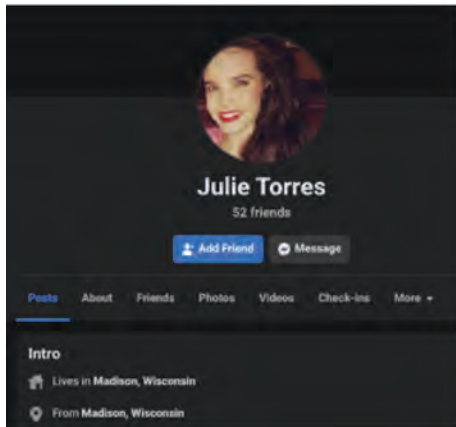 Julie Torres
52 friends
Add Friend Message
Posts About Friends Photos Videos Check-ins More
Intro
Lives in Madison, Wisconsin
From Madison, Wisconsin